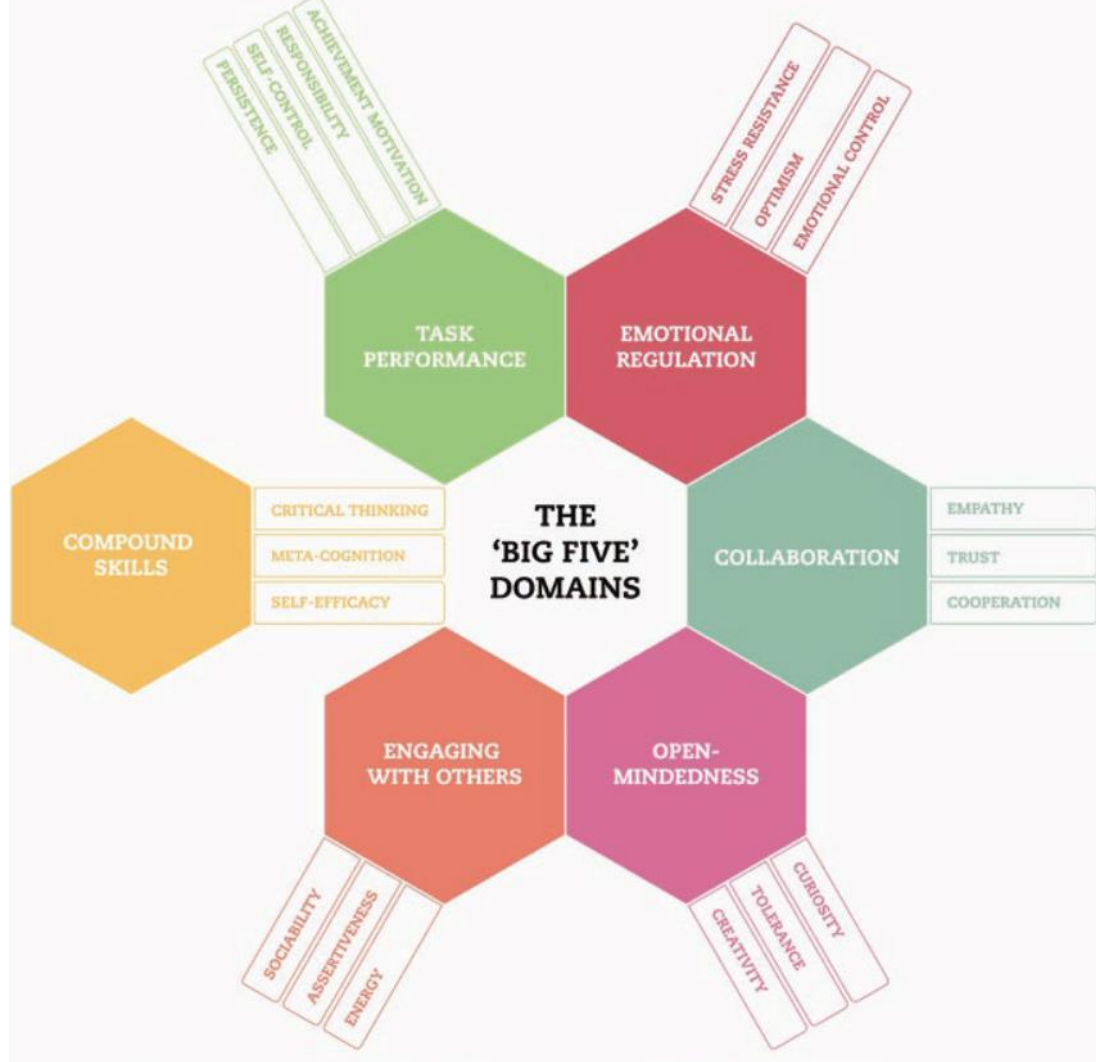 ACHIEVEMENT MOTIVATION
RESPONSIBILITY
SELF-CONTROL
PERSISTENCE
STRESS RESISTANCE
OPTIMISM
EMOTIONAL CONTROL
TASK
PERFORMANCE
EMOTIONAL
REGULATION
COMPOUND
SKILLS
CRITICAL THINKING
META-COGNITION
SELF-EFFICACY
THE
‘BIG FIVE’
DOMAINS
COLLABORATION
EMPATHY
TRUST
COOPERATION
ENGAGING
WITH OTHERS
OPEN-
MINDEDNESS
SOCIABILITY
ASSERTIVENESS
ENERGY
CREATIVITY
TOLERANCE
CURIOSITY